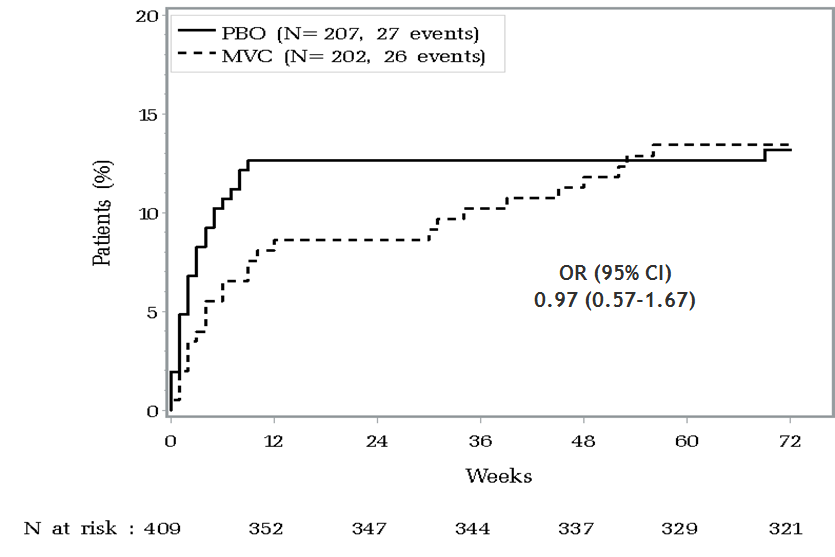 20
PBO (N= 207, 27 events)
MVC (N= 202, 26 events)
15
Patients (%)
10
OR (95% CI)
0.97 (0.57-1.67)
5
0
0 12 24 36 48 60 72
Weeks
N at risk : 409 352 347 344 337 329 321